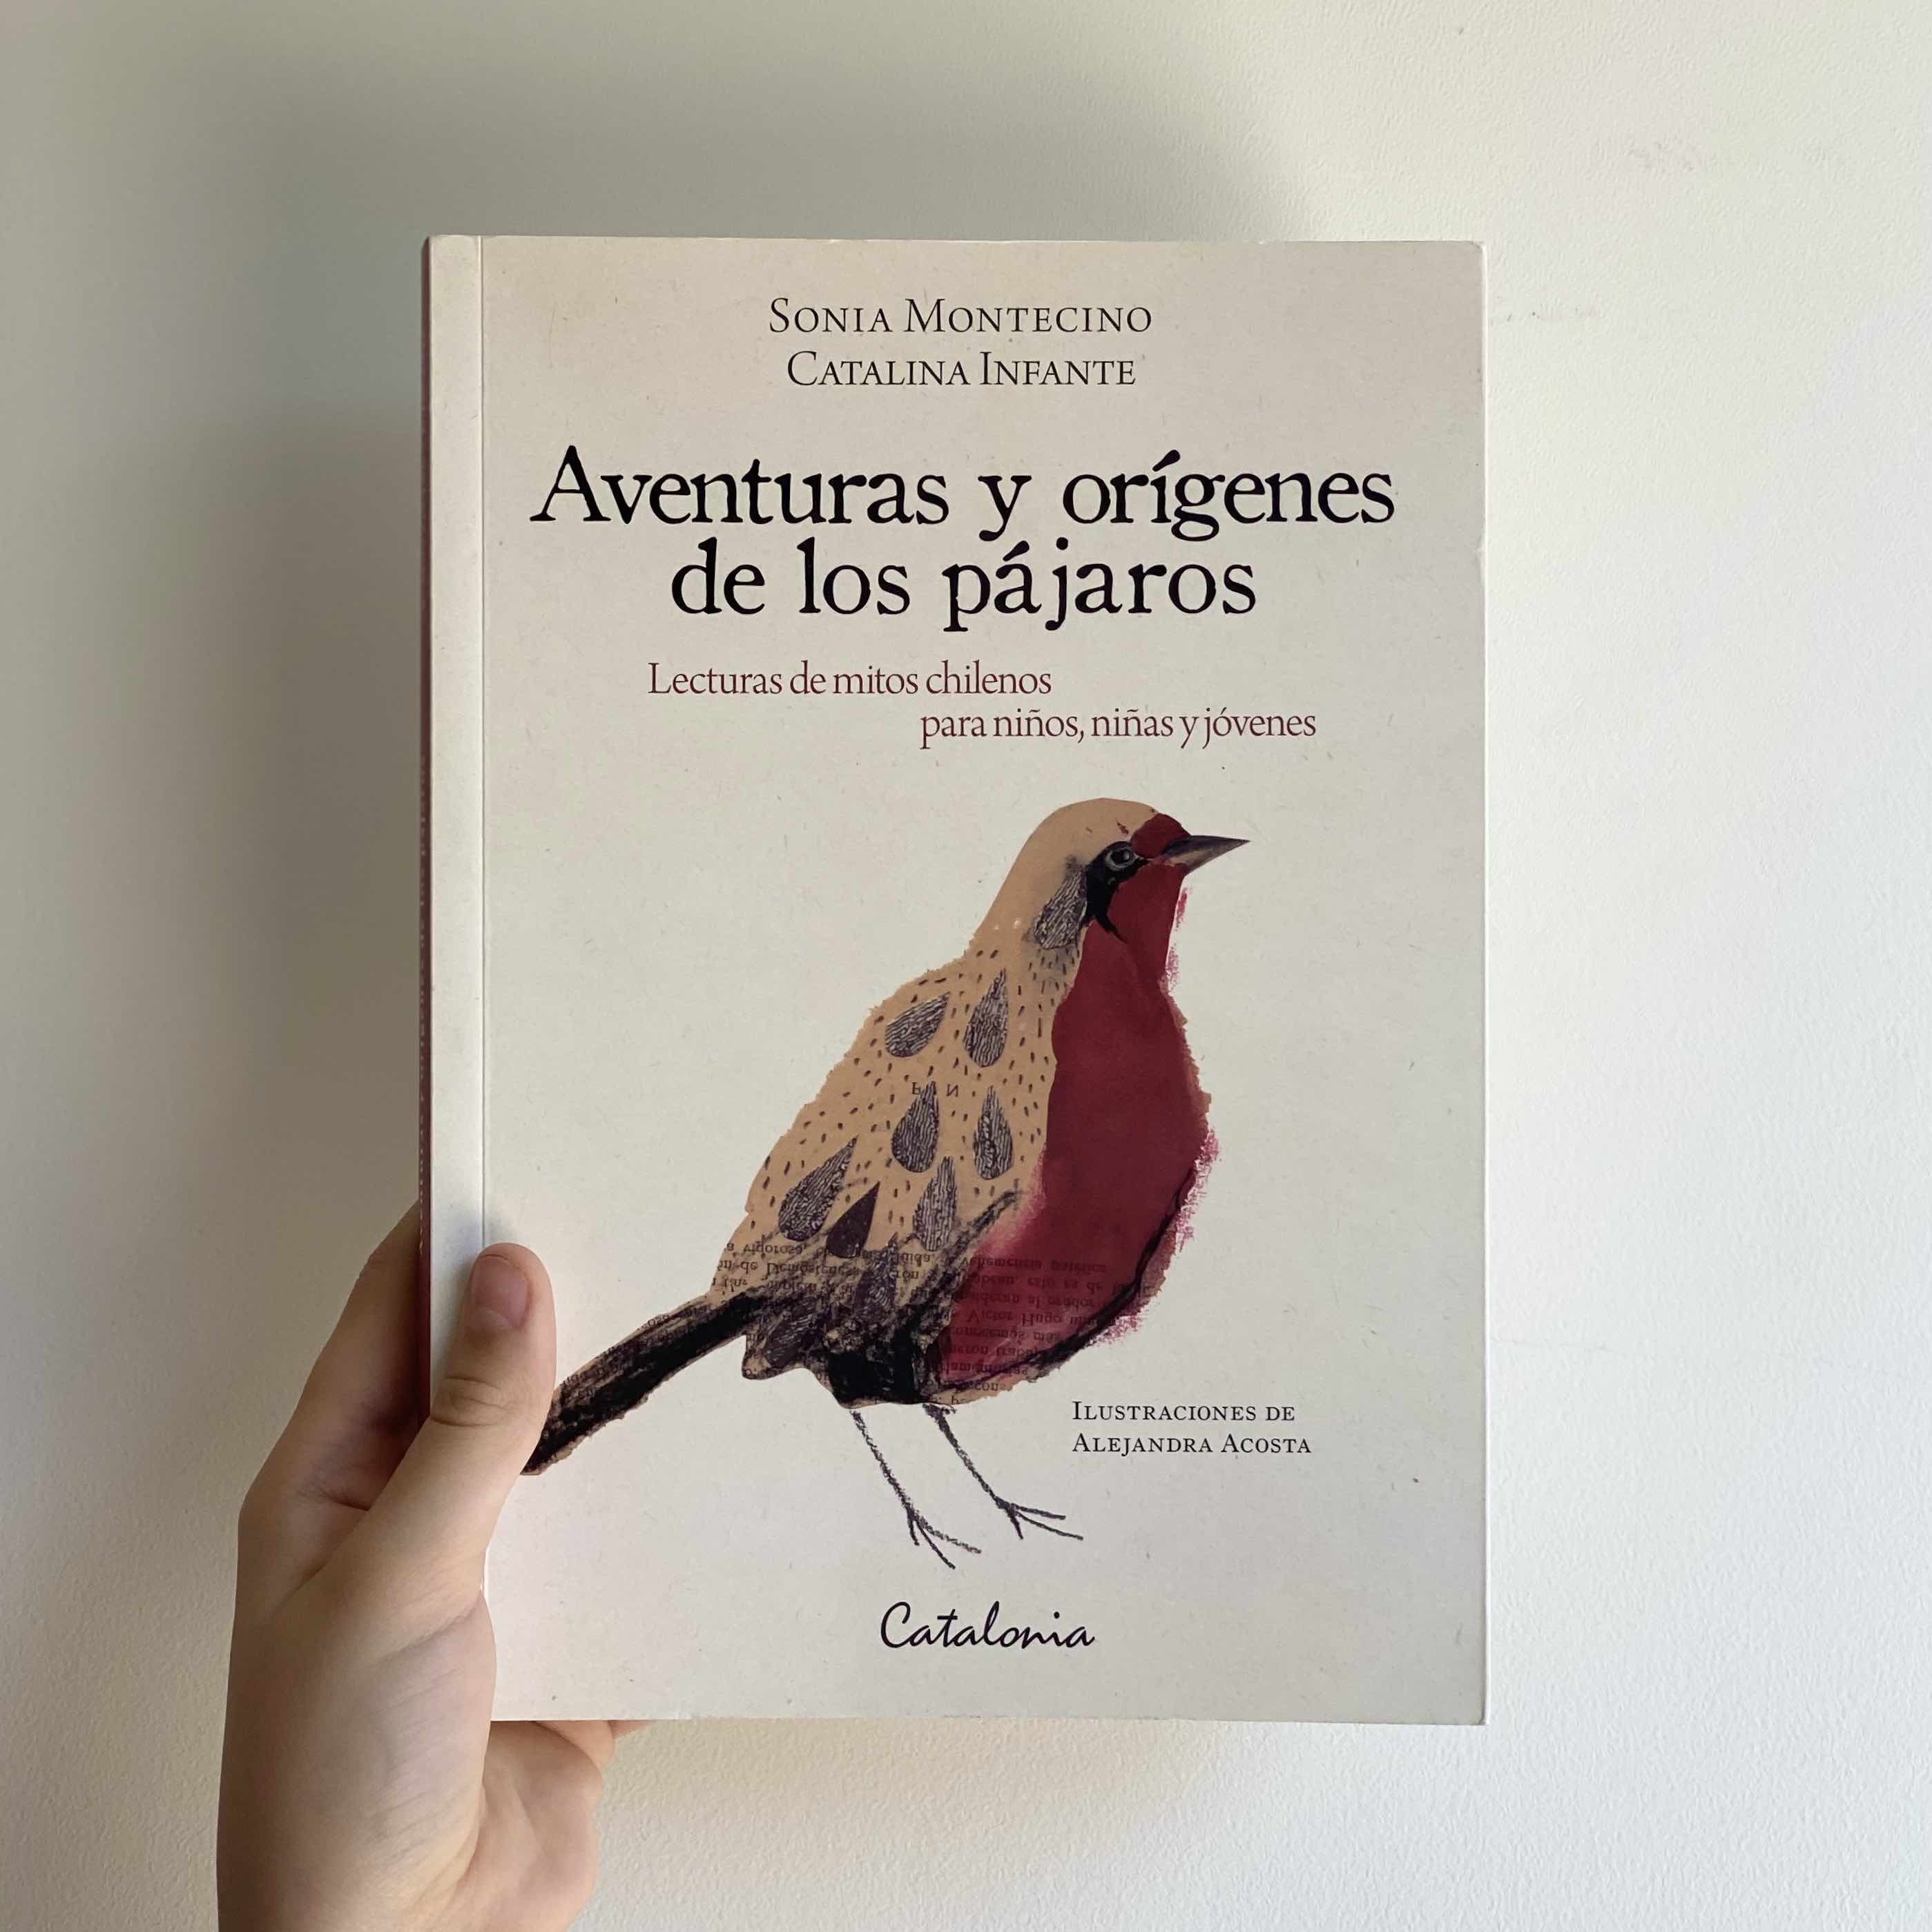 SONIA MONTECINO
CATALINA INFANTE
Aventuras y orígenes
de los pájaros
Lecturas de mitos chilenos
para niños, niñas y jóvenes
ILUSTRACIONES DE
ALEJANDRA ACOSTA
Catalonia